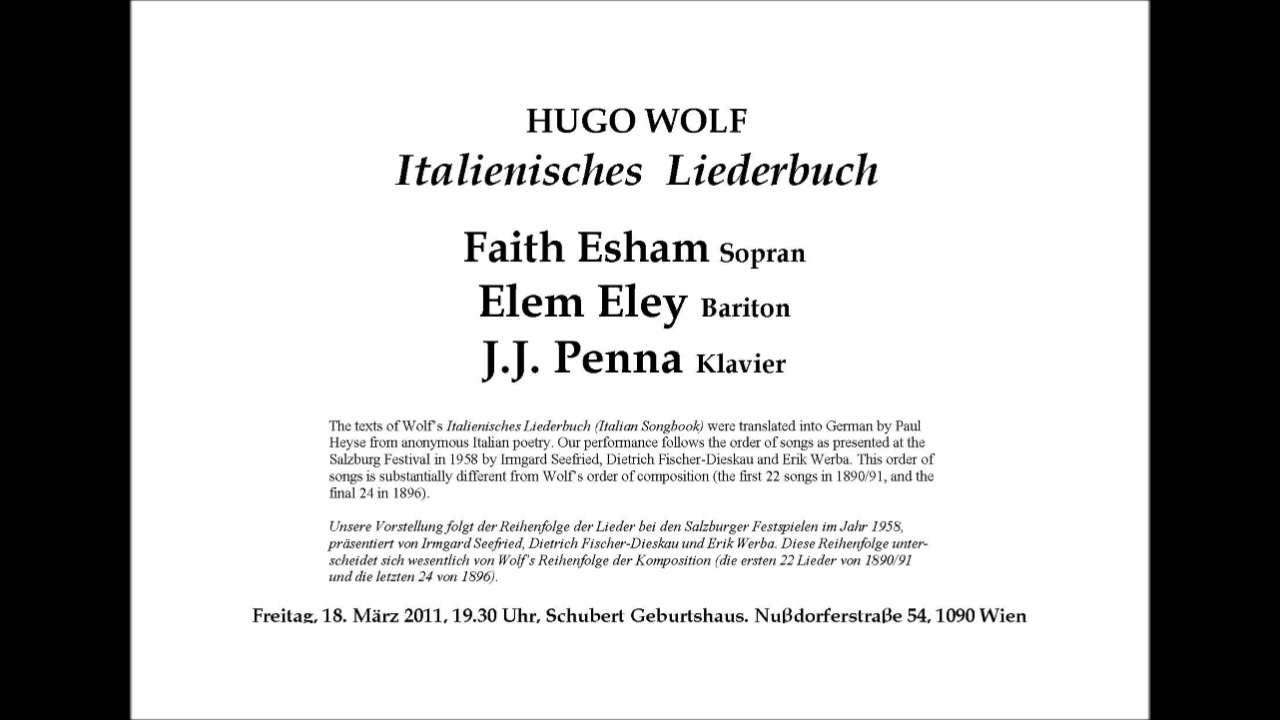 HUGO WOLF
Italienisches Liederbuch
Faith Esham Sopran
Elem Eley Bariton
J.J. Penna Klavier
The texts of Wolf's Italienisches Liederbuch (Italian Songbook) were translated into German by Paul
Heyse from anonymous Italian poetry. Our performance follows the order of songs as presented at the
Salzburg Festival in 1958 by Irmgard Seefried, Dietrich Fischer-Dieskau and Erik Werba. This order of
songs is substantially different from Wolf's order of composition (the first 22 songs in 1890/91, and the
final 24 in 1896).
Unsere Vorstellung folgt der Reihenfolge der Lieder bei den Salzburger Festspielen im Jahr 1958,
präsentiert von Irmgard Seefried, Dietrich Fischer-Dieskau und Erik Werba. Diese Reihenfolge unter-
scheidet sich wesentlich von Wolf's Reihenfolge der Komposition (die ersten 22 Lieder von 1890/91
und die letzten 24 von 1896).
Freitag, 18. März 2011, 19.30 Uhr, Schubert Geburtshaus. Nußdorferstraße 54, 1090 Wien